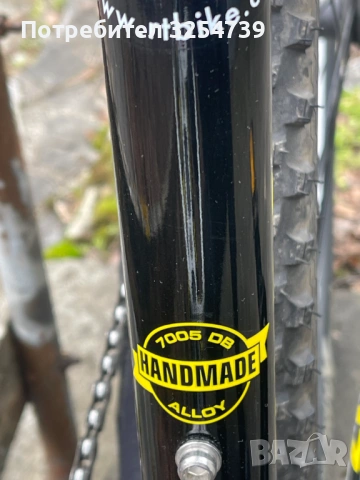 Потребител 3254739
7005 DB
HANDMADE
ALLOY
BAZAR